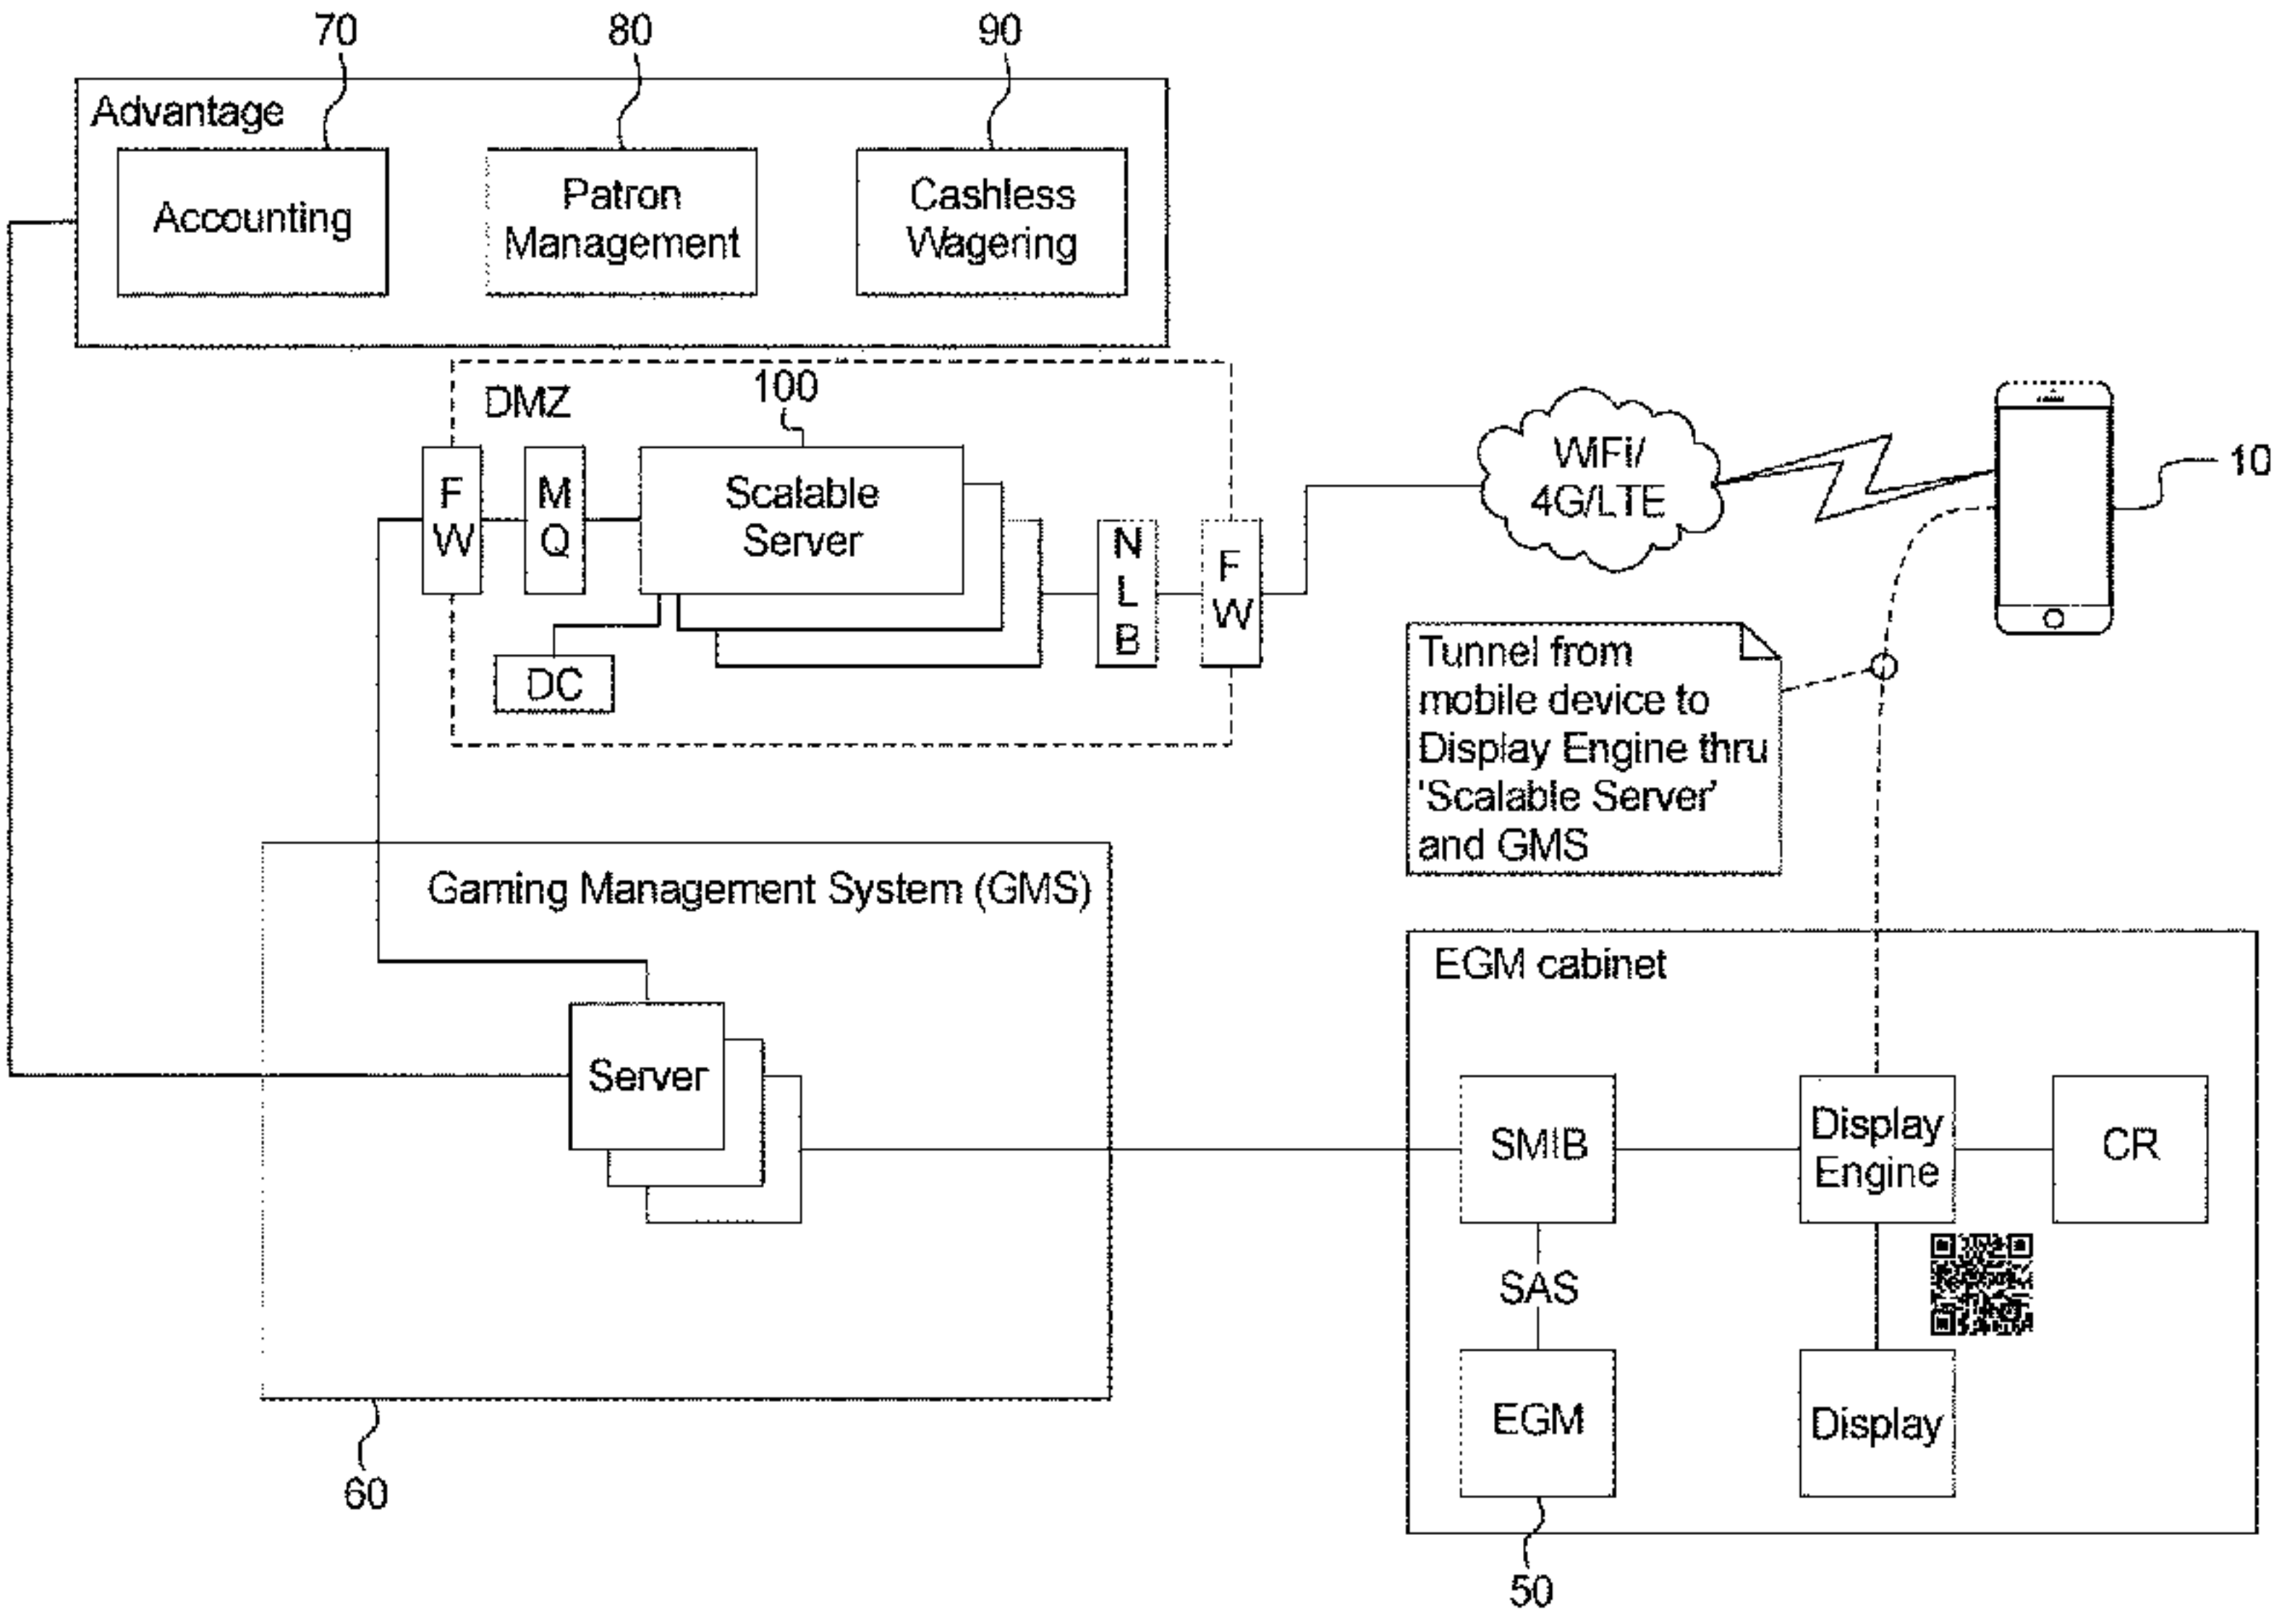 70
80
90
Advantage
Accounting
Patron
Management
Cashless
Wagering
DMZ
100
F
W
M
Q
Scalable
Server
DC
N
L
B
F
W
WiFi/
4G/LTE
10
Tunnel from
mobile device to
Display Engine thru
'Scalable Server'
and GMS
Gaming Management System (GMS)
Server
60
EGM cabinet
SMIB
Display
Engine
CR
SAS
EGM
Display
50